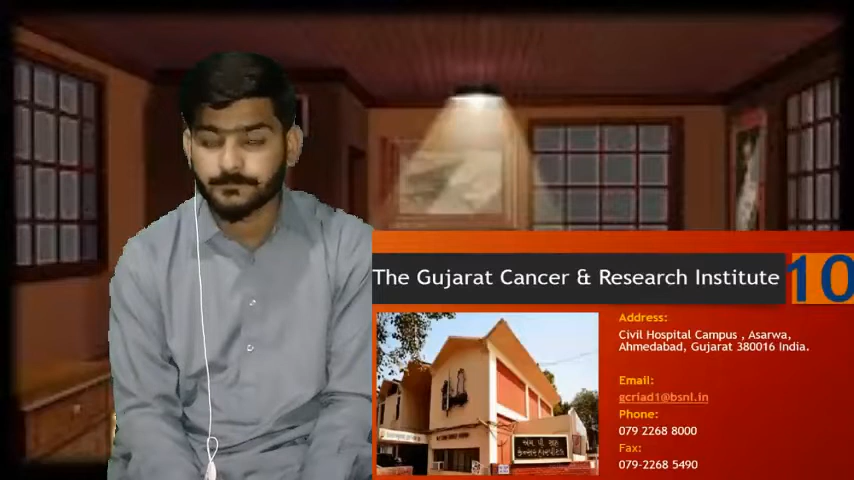 The Gujarat Cancer & Research Institute
10
Address:
Civil Hospital Campus , Asarwa,
Ahmedabad, Gujarat 380016 India.
Email:
gcriad1@bsnl.in
Phone:
079 2268 8000
Fax:
079-2268 5490